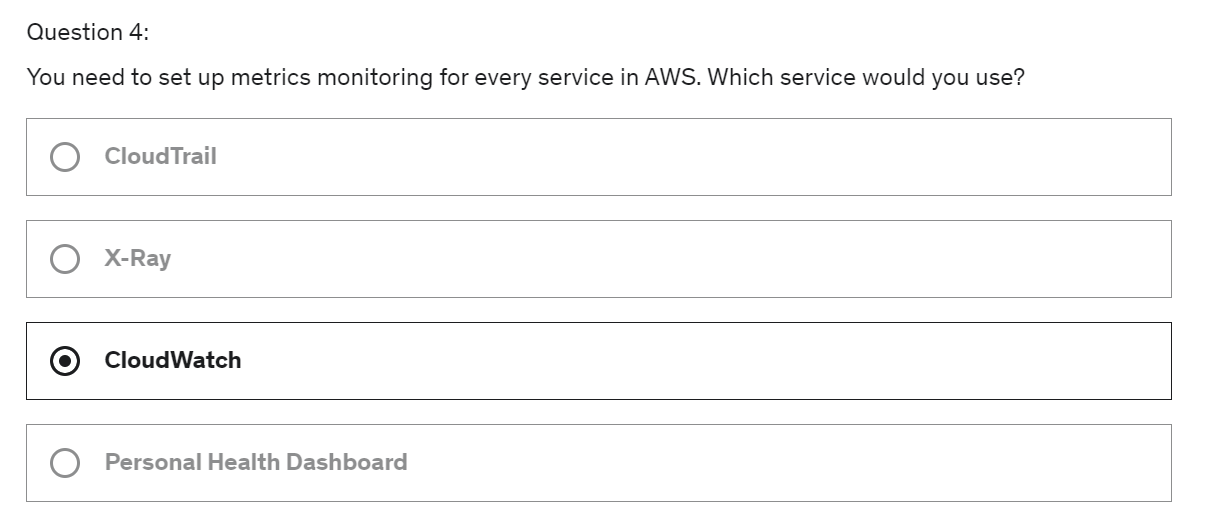 Question 4:
You need to set up metrics monitoring for every service in AWS. Which service would you use?
CloudTrail
X-Ray
CloudWatch
Personal Health Dashboard